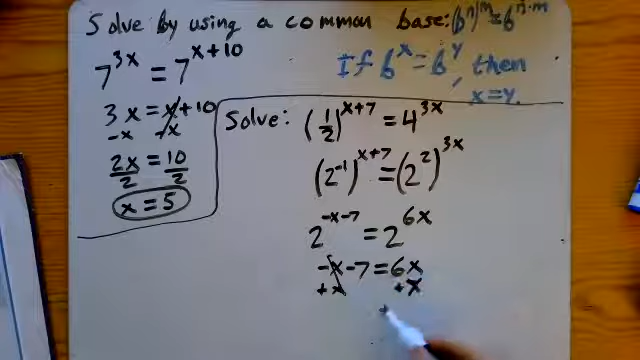 Solve by using a common base: (b^n)^m = b^(n·m)
If b^x = b^y, then
x = y.
7^(3x) = 7^(x+10)
3x = x + 10
-x -x
2x/2 = 10/2
x = 5
Solve: (1/2)^(x+7) = 4^(3x)
(2^-1)^(x+7) = (2^2)^(3x)
2^(-x-7) = 2^(6x)
-x - 7 = 6x
+x +x